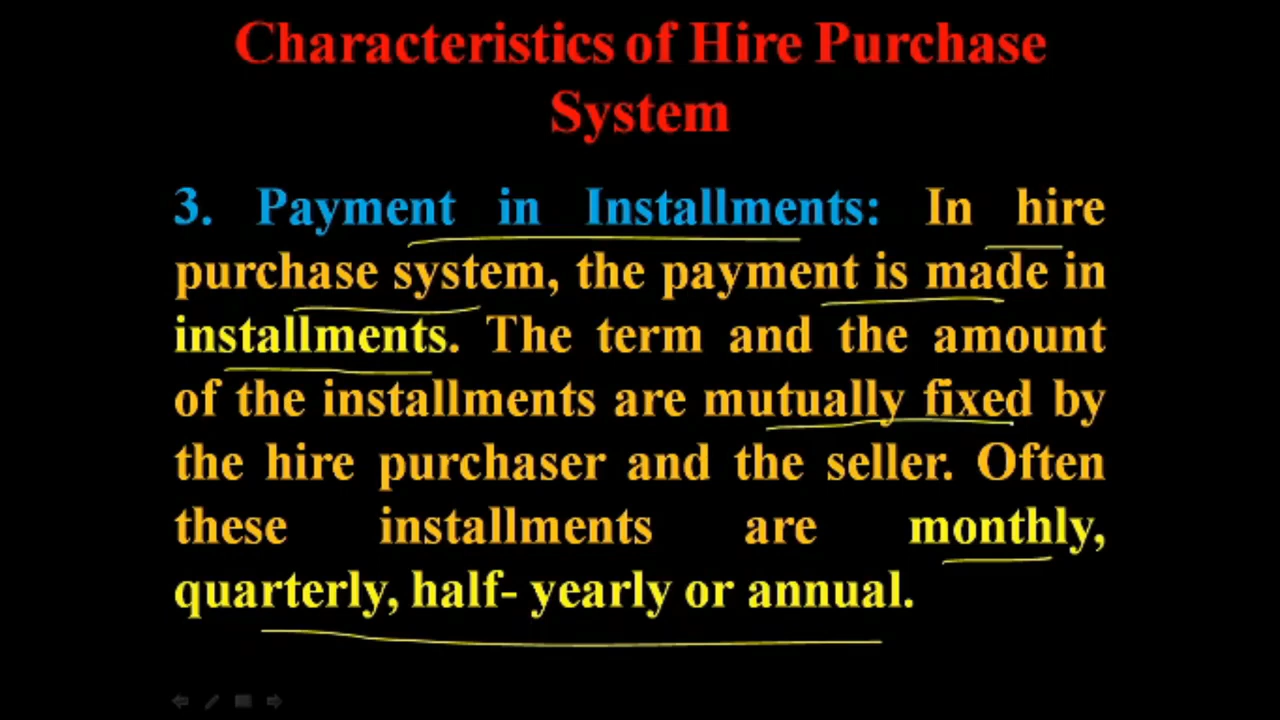 Characteristics of Hire Purchase
System
3. Payment in Installments: In hire
purchase system, the payment is made in
installments. The term and the amount
of the installments are mutually fixed by
the hire purchaser and the seller. Often
these installments are monthly,
quarterly, half- yearly or annual.